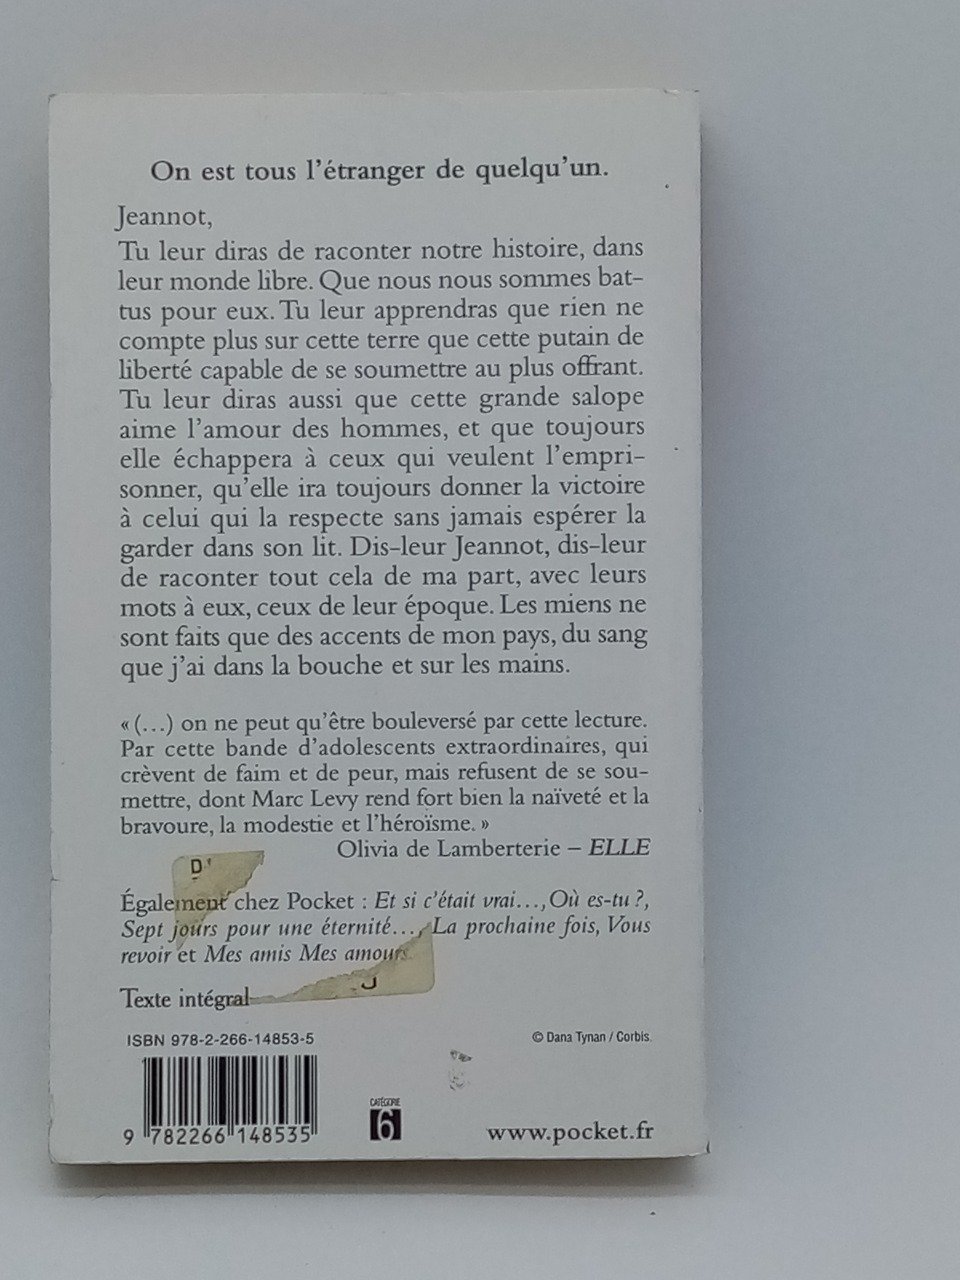 On est tous l'étranger de quelqu'un.
Jeannot,
Tu leur diras de raconter notre histoire, dans
leur monde libre. Que nous nous sommes bat-
tus pour eux. Tu leur apprendras que rien ne
compte plus sur cette terre que cette putain de
liberté capable de se soumettre au plus offrant.
Tu leur diras aussi que cette grande salope
aime l'amour des hommes, et que toujours
elle échappera à ceux qui veulent l'empri-
sonner, qu'elle ira toujours donner la victoire
à celui qui la respecte sans jamais espérer la
garder dans son lit. Dis-leur Jeannot, dis-leur
de raconter tout cela de ma part, avec leurs
mots à eux, ceux de leur époque. Les miens ne
sont faits que des accents de mon pays, du sang
que j'ai dans la bouche et sur les mains.
« (…) on ne peut qu'être bouleversé par cette lecture.
Par cette bande d'adolescents extraordinaires, qui
crèvent de faim et de peur, mais refusent de se sou-
mettre, dont Marc Levy rend fort bien la naïveté et la
bravoure, la modestie et l'héroïsme. »
Olivia de Lamberterie – ELLE
Également chez Pocket : Et si c'était vrai…, Où es-tu ?,
Sept jours pour une éternité…, La prochaine fois, Vous
revoir et Mes amis Mes amours.
Texte intégral
ISBN 978-2-266-14853-5
© Dana Tynan / Corbis.
9 782266 148535
CATÉGORIE
6
www.pocket.fr